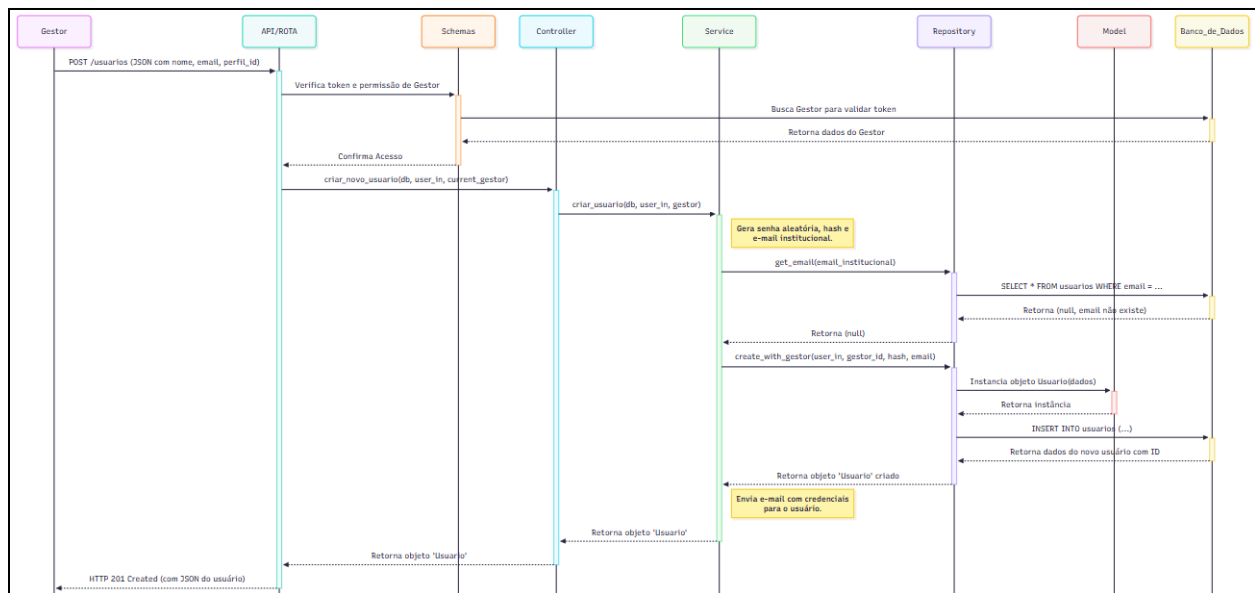 Gestor
API/ROTA
Schemas
Controller
Service
Repository
Model
Banco_de_Dados
POST /usuarios (JSON com nome, email, perfil_id)
Verifica token e permissão de Gestor
Busca Gestor para validar token
Retorna dados do Gestor
Confirma Acesso
criar_novo_usuario(db, user_in, current_gestor)
criar_usuario(db, user_in, gestor)
Gera senha aleatória, hash e
e-mail institucional.
get_email(email_institucional)
SELECT * FROM usuarios WHERE email = ...
Retorna (null, email não existe)
Retorna (null)
create_with_gestor(user_in, gestor_id, hash, email)
Instancia objeto Usuario(dados)
Retorna instância
INSERT INTO usuarios (...)
Retorna dados do novo usuário com ID
Retorna objeto 'Usuario' criado
Envia e-mail com credenciais
para o usuário.
Retorna objeto 'Usuario'
Retorna objeto 'Usuario'
HTTP 201 Created (com JSON do usuário)